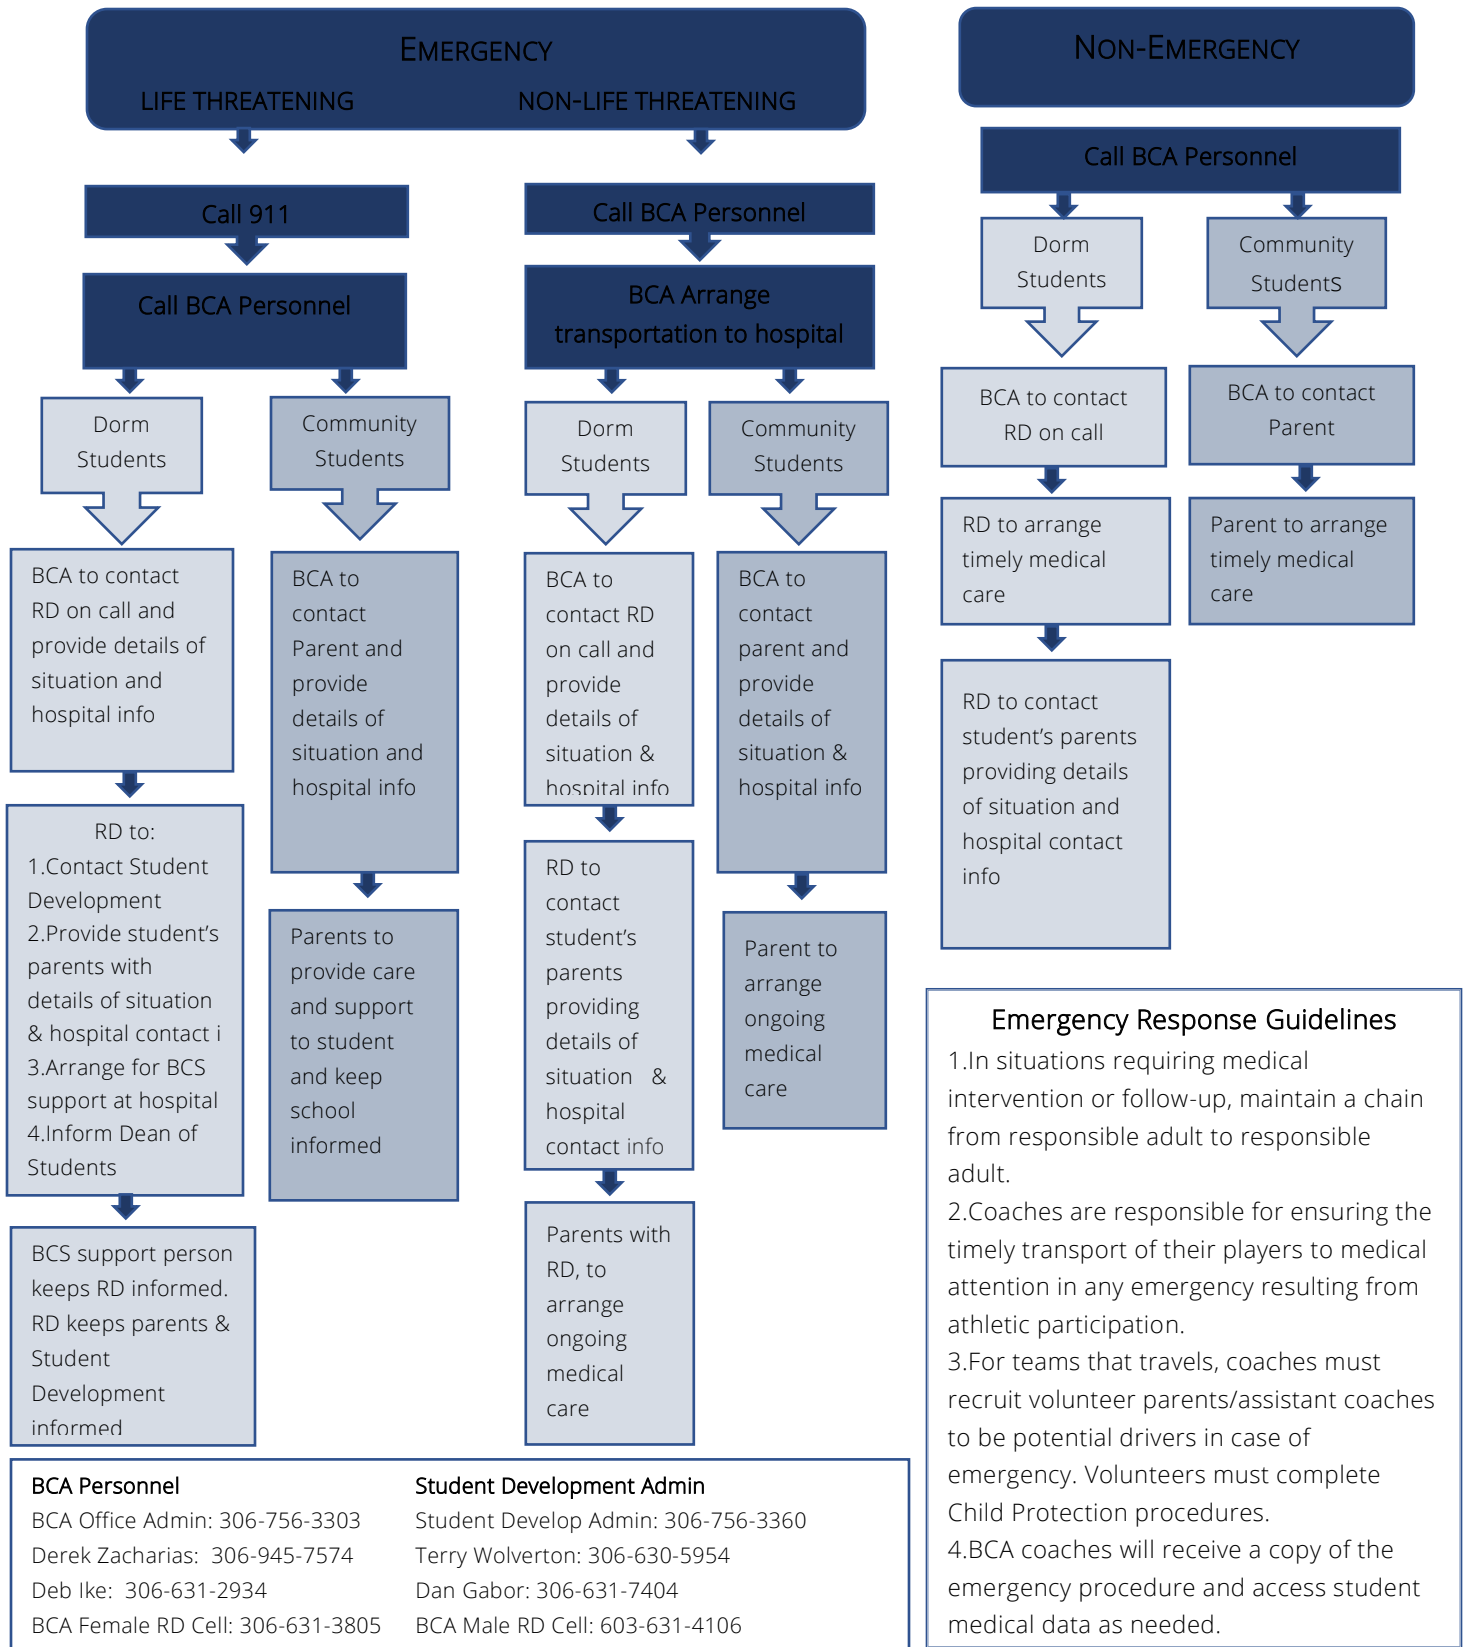 EMERGENCY
LIFE THREATENING
NON-LIFE THREATENING
Call 911
Call BCA Personnel
Dorm
Students
Community
Students
BCA to contact
RD on call and
provide details of
situation and
hospital info
RD to:
1.Contact Student
Development
2.Provide student's
parents with
details of situation
& hospital contact i
3.Arrange for BCS
support at hospital
4.Inform Dean of
Students
BCS support person
keeps RD informed.
RD keeps parents &
Student
Development
informed
BCA to
contact
Parent and
provide
details of
situation and
hospital info
Parents to
provide care
and support
to student
and keep
school
informed
Call BCA Personnel
BCA Arrange
transportation to hospital
Dorm
Students
Community
Students
BCA to
contact RD
on call and
provide
details of
situation &
hospital info
RD to
contact
student's
parents
providing
details of
situation &
hospital
contact info
Parents with
RD, to
arrange
ongoing
medical
care
BCA to
contact
parent and
provide
details of
situation &
hospital info
Parent to
arrange
ongoing
medical
care
NON-EMERGENCY
Call BCA Personnel
Dorm
Students
Community
Students
BCA to contact
RD on call
RD to arrange
timely medical
care
RD to contact
student's parents
providing details
of situation and
hospital contact
info
BCA to contact
Parent
Parent to arrange
timely medical
care
Emergency Response Guidelines
1.In situations requiring medical
intervention or follow-up, maintain a chain
from responsible adult to responsible
adult.
2.Coaches are responsible for ensuring the
timely transport of their players to medical
attention in any emergency resulting from
athletic participation.
3.For teams that travels, coaches must
recruit volunteer parents/assistant coaches
to be potential drivers in case of
emergency. Volunteers must complete
Child Protection procedures.
4.BCA coaches will receive a copy of the
emergency procedure and access student
medical data as needed.
BCA Personnel
BCA Office Admin: 306-756-3303
Derek Zacharias: 306-945-7574
Deb Ike: 306-631-2934
BCA Female RD Cell: 306-631-3805
Student Development Admin
Student Develop Admin: 306-756-3360
Terry Wolverton: 306-630-5954
Dan Gabor: 306-631-7404
BCA Male RD Cell: 603-631-4106